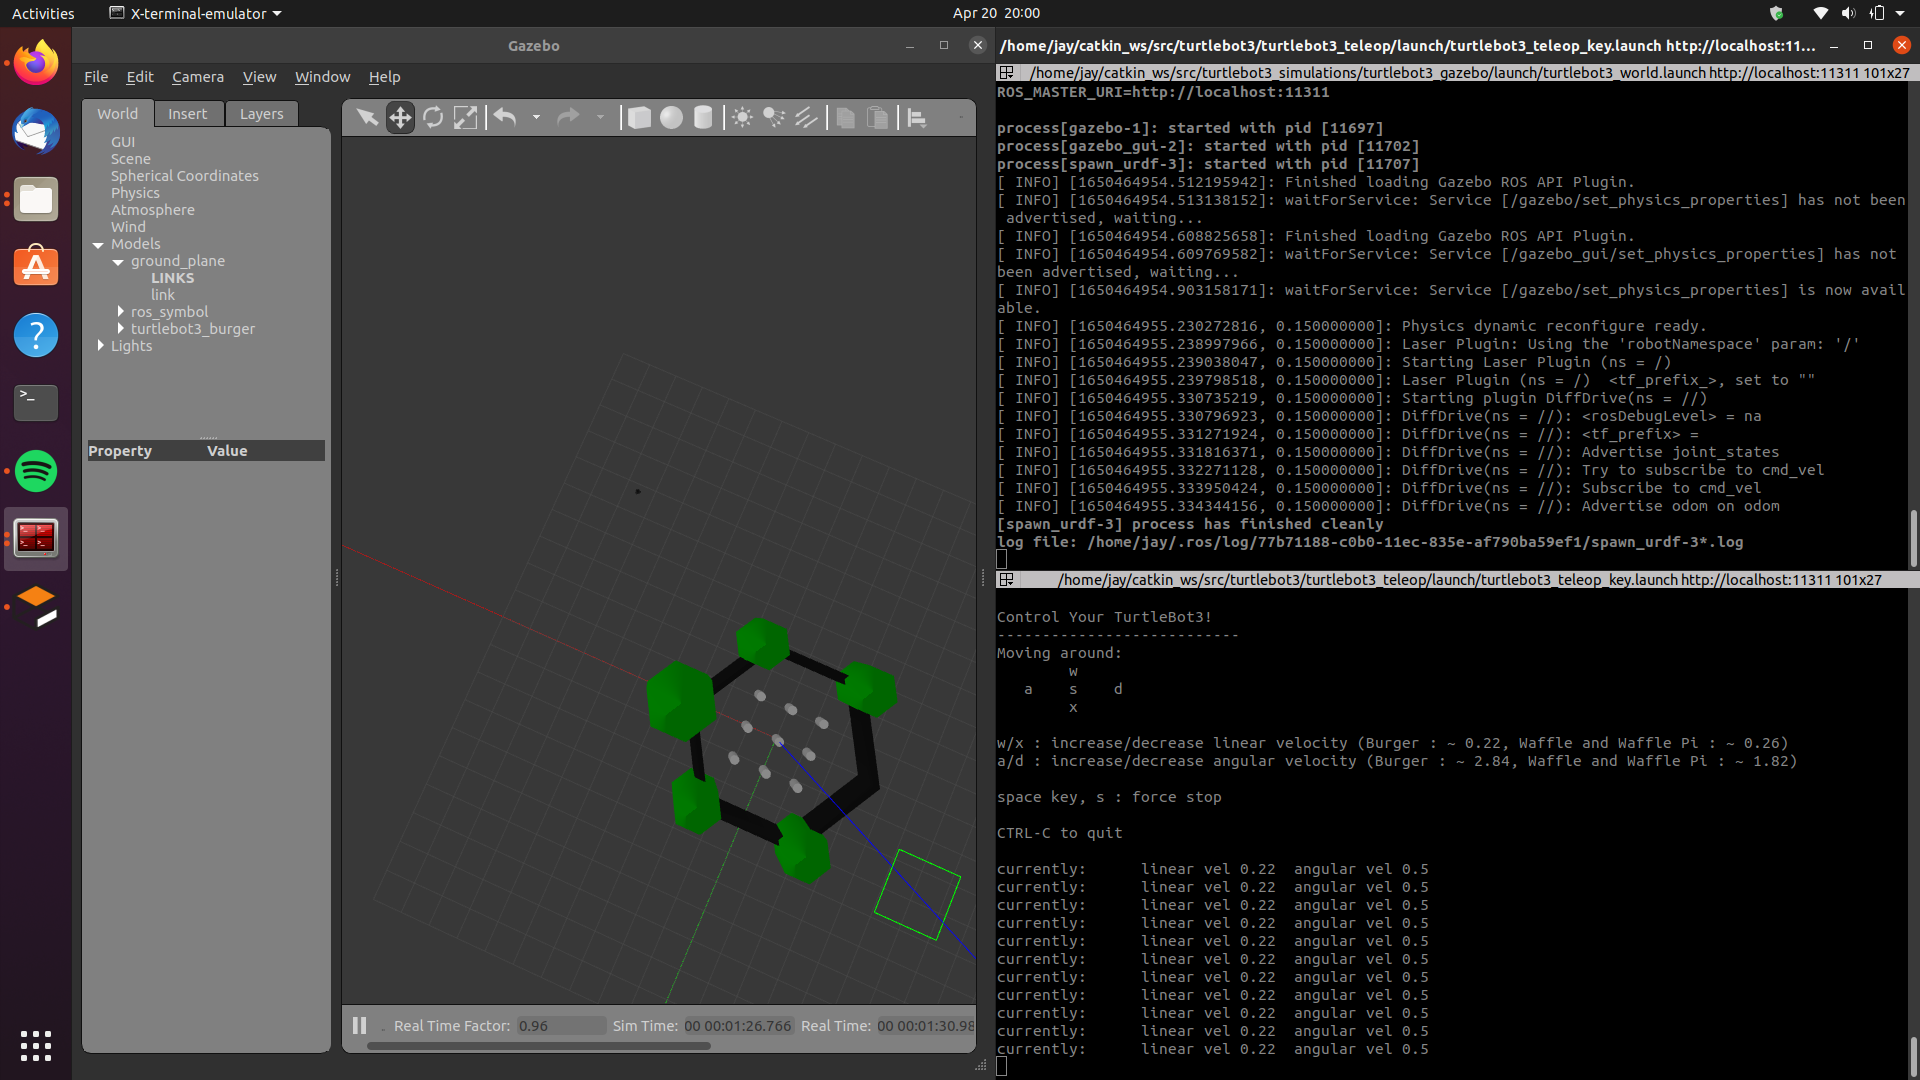 Activities
X-terminal-emulator
Apr 20 20:00
Gazebo
File Edit Camera View Window Help
World Insert Layers
GUI
Scene
Spherical Coordinates
Physics
Atmosphere
Wind
Models
ground_plane
LINKS
link
ros_symbol
turtlebot3_burger
Lights
Property Value
Real Time Factor: 0.96 Sim Time: 00 00:01:26.766 Real Time: 00 00:01:30.98
/home/jay/catkin_ws/src/turtlebot3/turtlebot3_teleop/launch/turtlebot3_teleop_key.launch http://localhost:11...
/home/jay/catkin_ws/src/turtlebot3_simulations/turtlebot3_gazebo/launch/turtlebot3_world.launch http://localhost:11311 101x27
ROS_MASTER_URI=http://localhost:11311
process[gazebo-1]: started with pid [11697]
process[gazebo_gui-2]: started with pid [11702]
process[spawn_urdf-3]: started with pid [11707]
[ INFO] [1650464954.512195942]: Finished loading Gazebo ROS API Plugin.
[ INFO] [1650464954.513138152]: waitForService: Service [/gazebo/set_physics_properties] has not been
advertised, waiting...
[ INFO] [1650464954.608825658]: Finished loading Gazebo ROS API Plugin.
[ INFO] [1650464954.609769582]: waitForService: Service [/gazebo_gui/set_physics_properties] has not
been advertised, waiting...
[ INFO] [1650464954.903158171]: waitForService: Service [/gazebo/set_physics_properties] is now avail
able.
[ INFO] [1650464955.230272816, 0.150000000]: Physics dynamic reconfigure ready.
[ INFO] [1650464955.238997966, 0.150000000]: Laser Plugin: Using the 'robotNamespace' param: '/'
[ INFO] [1650464955.239038047, 0.150000000]: Starting Laser Plugin (ns = /)
[ INFO] [1650464955.239798518, 0.150000000]: Laser Plugin (ns = /)  <tf_prefix_>, set to ""
[ INFO] [1650464955.330735219, 0.150000000]: Starting plugin DiffDrive(ns = //)
[ INFO] [1650464955.330796923, 0.150000000]: DiffDrive(ns = //): <rosDebugLevel> = na
[ INFO] [1650464955.331271924, 0.150000000]: DiffDrive(ns = //): <tf_prefix> =
[ INFO] [1650464955.331816371, 0.150000000]: DiffDrive(ns = //): Advertise joint_states
[ INFO] [1650464955.332271128, 0.150000000]: DiffDrive(ns = //): Try to subscribe to cmd_vel
[ INFO] [1650464955.333950424, 0.150000000]: DiffDrive(ns = //): Subscribe to cmd_vel
[ INFO] [1650464955.334344156, 0.150000000]: DiffDrive(ns = //): Advertise odom on odom
[spawn_urdf-3] process has finished cleanly
log file: /home/jay/.ros/log/77b71188-c0b0-11ec-835e-af790ba59ef1/spawn_urdf-3*.log
/home/jay/catkin_ws/src/turtlebot3/turtlebot3_teleop/launch/turtlebot3_teleop_key.launch http://localhost:11311 101x27
Control Your TurtleBot3!
---------------------------
Moving around:
w
a s d
x
w/x : increase/decrease linear velocity (Burger : ~ 0.22, Waffle and Waffle Pi : ~ 0.26)
a/d : increase/decrease angular velocity (Burger : ~ 2.84, Waffle and Waffle Pi : ~ 1.82)
space key, s : force stop
CTRL-C to quit
currently: linear vel 0.22 angular vel 0.5
currently: linear vel 0.22 angular vel 0.5
currently: linear vel 0.22 angular vel 0.5
currently: linear vel 0.22 angular vel 0.5
currently: linear vel 0.22 angular vel 0.5
currently: linear vel 0.22 angular vel 0.5
currently: linear vel 0.22 angular vel 0.5
currently: linear vel 0.22 angular vel 0.5
currently: linear vel 0.22 angular vel 0.5
currently: linear vel 0.22 angular vel 0.5
currently: linear vel 0.22 angular vel 0.5